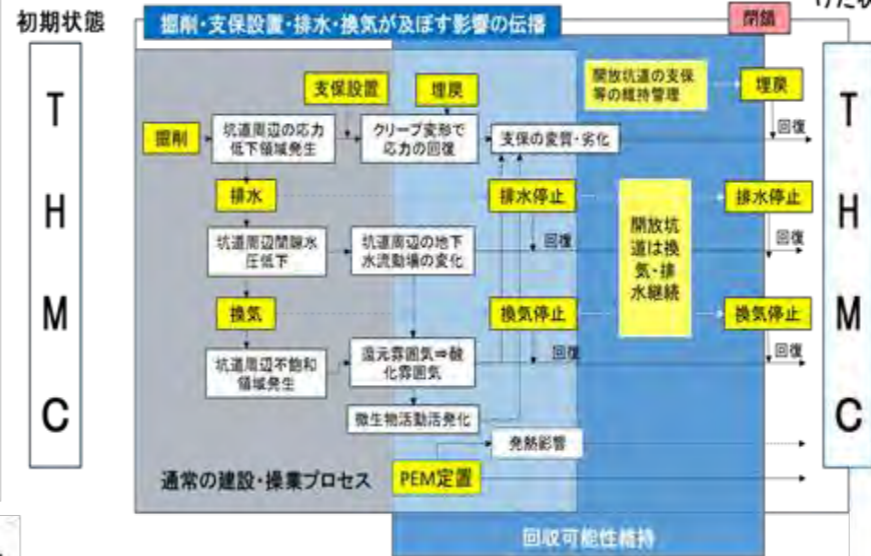 初期状態
掘削・支保設置・排水・換気が及ぼす影響の伝播
閉鎖
T
H
M
C
支保設置
埋戻
開放坑道の支保
等の維持管理
埋戻
掘削
坑道周辺の応力
低下領域発生
クリープ変形で
応力の回復
支保の変質・劣化
回復
排水
排水停止
排水停止
坑道周辺間隙水
圧低下
坑道周辺の地下
水流動場の変化
回復
開放坑
道は換
気・排
水継続
回復
換気
換気停止
換気停止
坑道周辺不飽和
領域発生
還元雰囲気⇒酸
化雰囲気
回復
回復
微生物活動活発化
発熱影響
通常の建設・操業プロセス
PEM定置
回収可能性維持
T
H
M
C